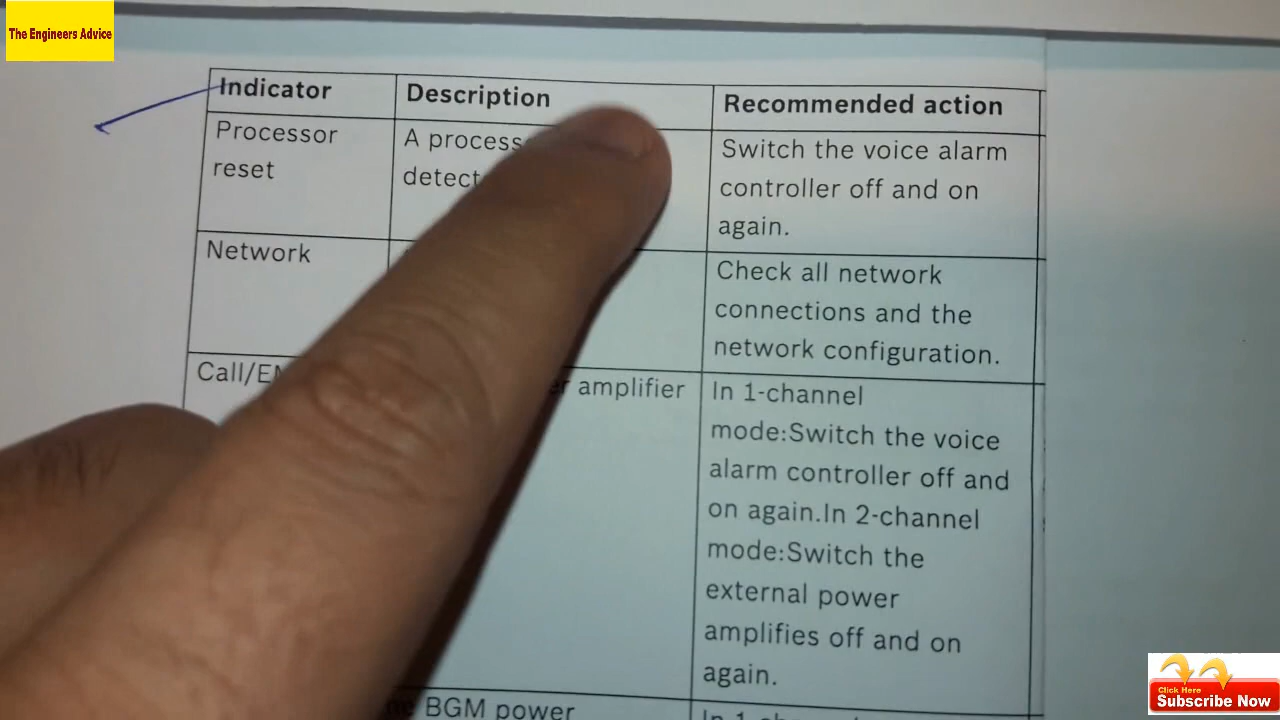 The Engineers Advice
Indicator Description Recommended action
Processor
reset
A
Switch the voice alarm
controller off and on
again.
Network
Check all network
connections and the
network configuration.
amplifier
In 1-channel
mode:Switch the voice
alarm controller off and
on again.In 2-channel
mode:Switch the
external power
amplifies off and on
again.
BGM power
Click Here
Subscribe Now